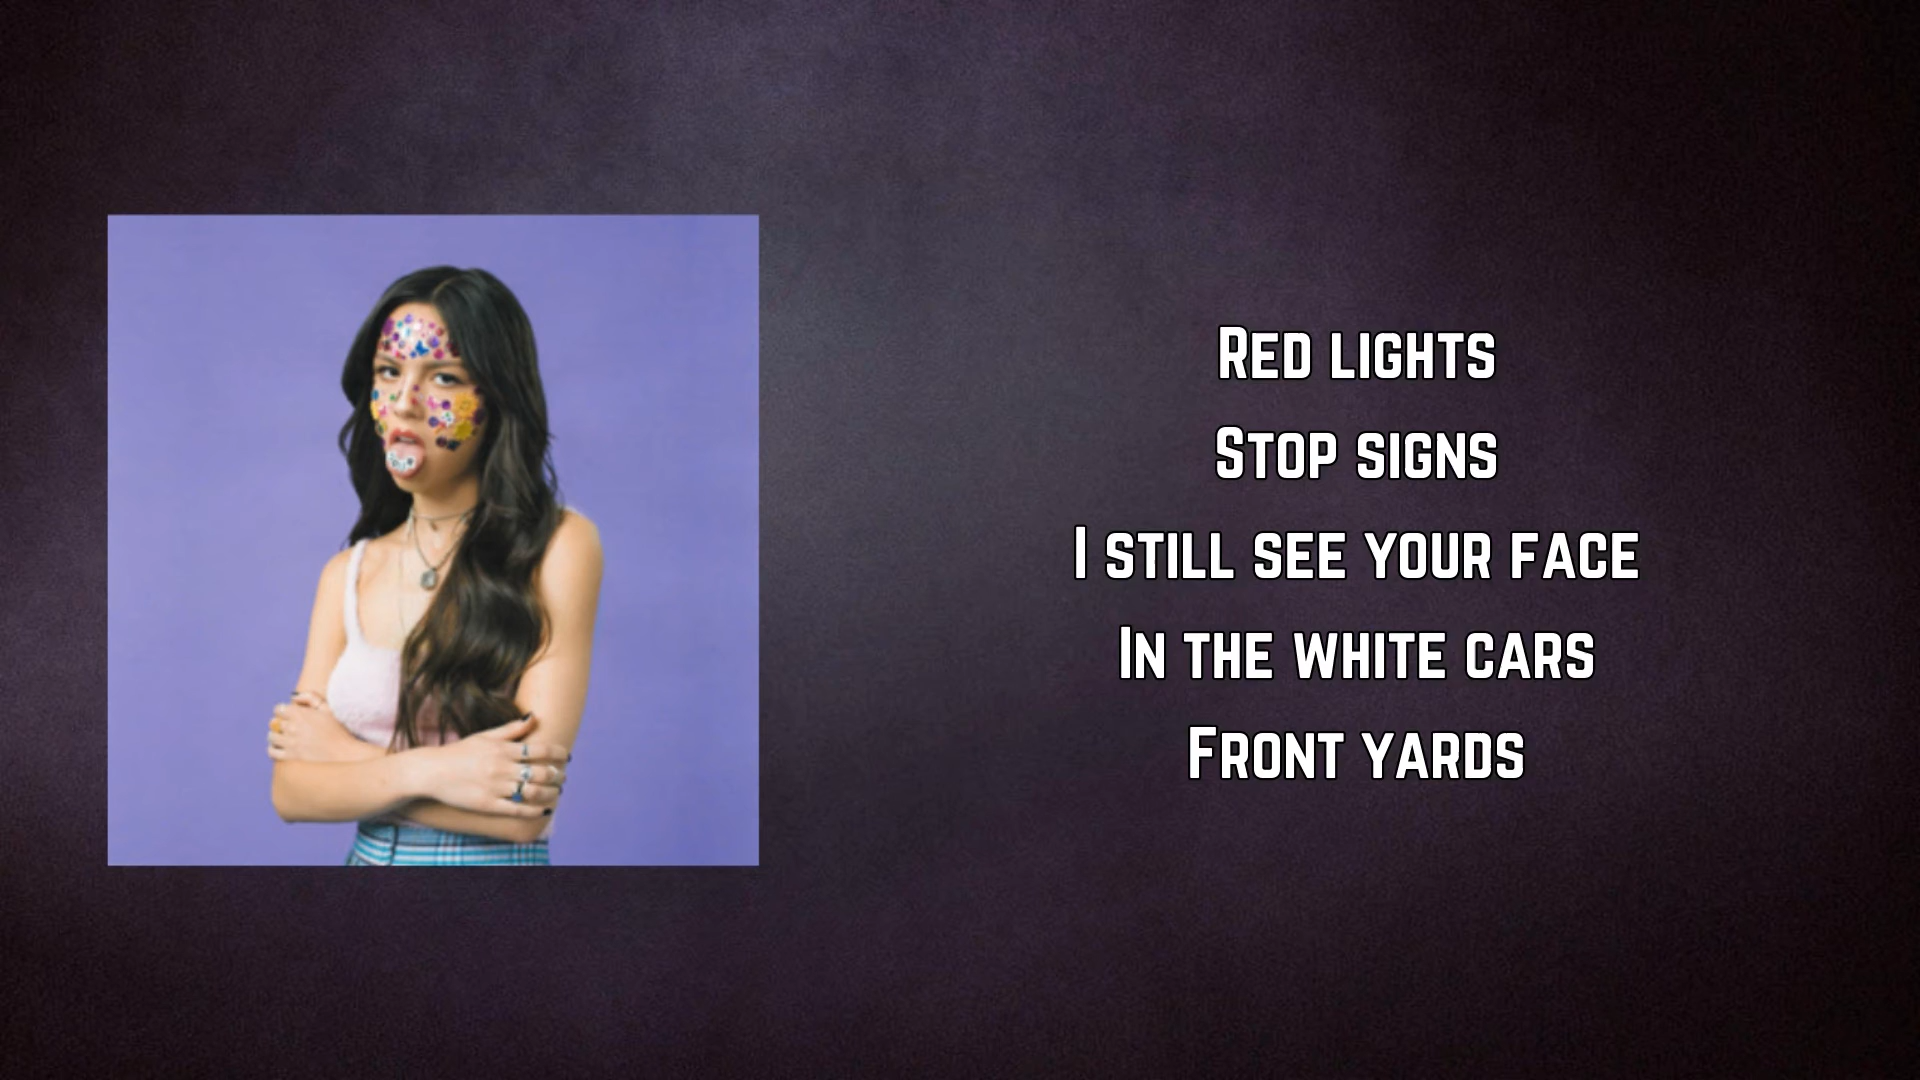 Red lights
Stop signs
I still see your face
In the white cars
Front yards